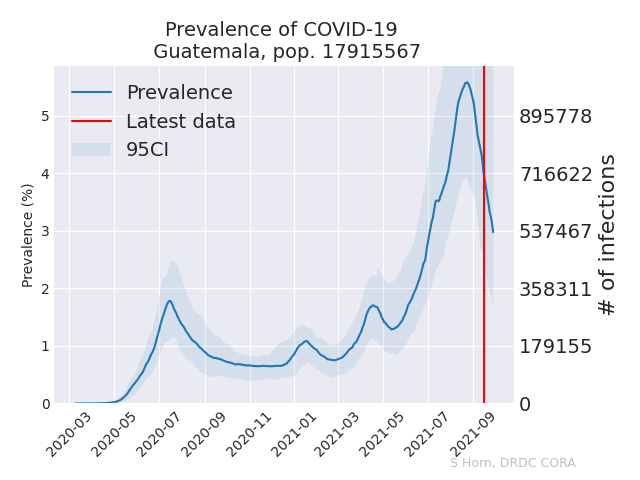 Prevalence of COVID-19
Guatemala, pop. 17915567
Prevalence
Latest data
95CI
Prevalence (%)
5
4
3
2
1
0
895778
716622
537467
358311
179155
0
# of infections
2020-03
2020-05
2020-07
2020-09
2020-11
2021-01
2021-03
2021-05
2021-07
2021-09
S Horn, DRDC CORA